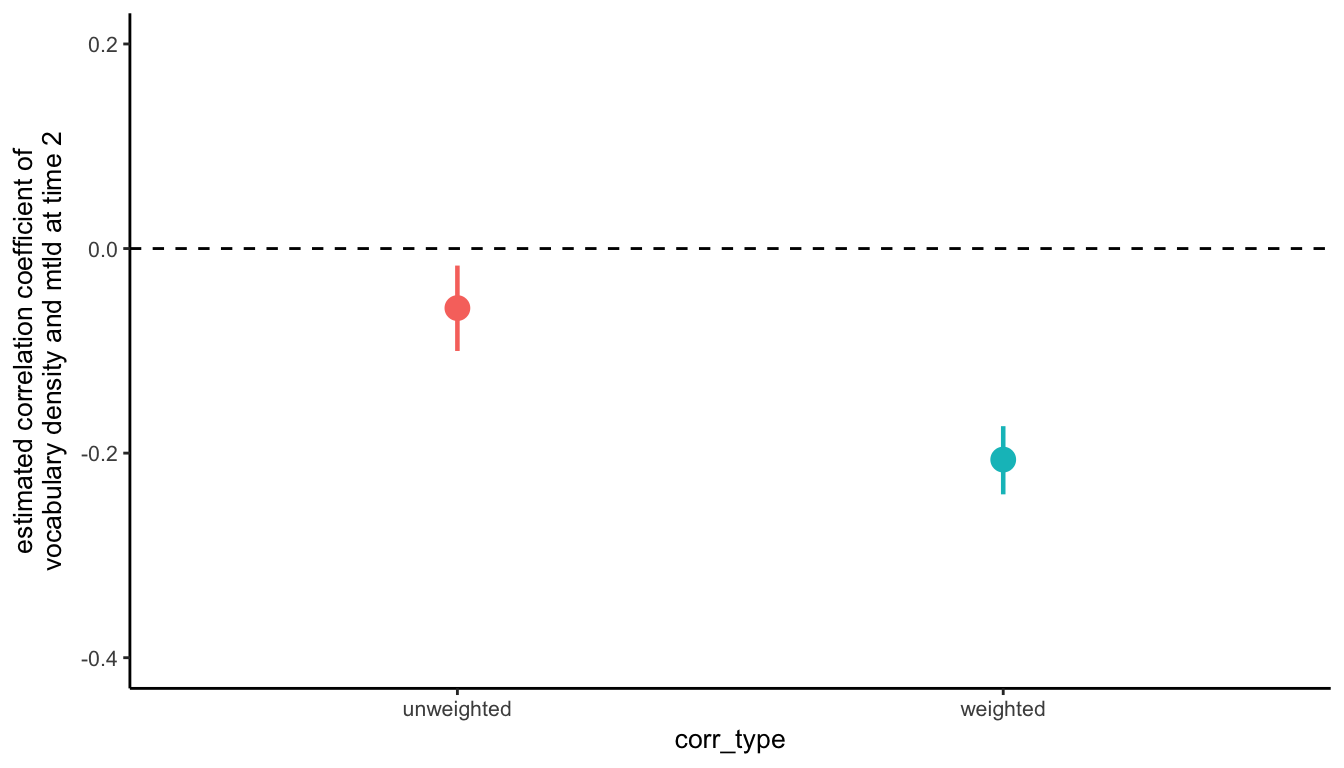 estimated correlation coefficient of
vocabulary density and mtld at time 2
0.2
0.0
-0.2
-0.4
unweighted
weighted
corr_type